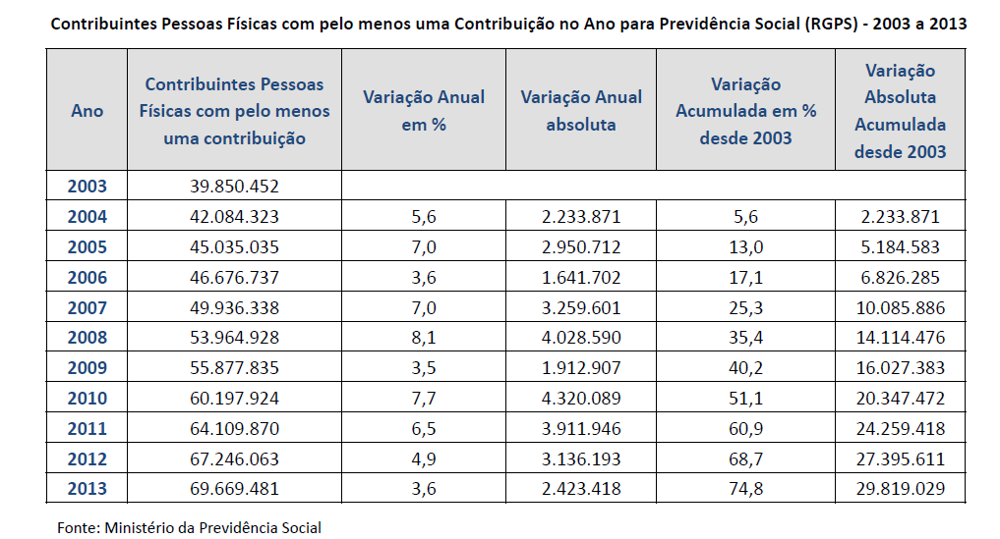 Contribuintes Pessoas Físicas com pelo menos uma Contribuição no Ano para Previdência Social (RGPS) - 2003 a 2013
Ano | Contribuintes Pessoas Físicas com pelo menos uma contribuição | Variação Anual em % | Variação Anual absoluta | Variação Acumulada em % desde 2003 | Variação Absoluta Acumulada desde 2003
2003 | 39.850.452
2004 | 42.084.323 | 5,6 | 2.233.871 | 5,6 | 2.233.871
2005 | 45.035.035 | 7,0 | 2.950.712 | 13,0 | 5.184.583
2006 | 46.676.737 | 3,6 | 1.641.702 | 17,1 | 6.826.285
2007 | 49.936.338 | 7,0 | 3.259.601 | 25,3 | 10.085.886
2008 | 53.964.928 | 8,1 | 4.028.590 | 35,4 | 14.114.476
2009 | 55.877.835 | 3,5 | 1.912.907 | 40,2 | 16.027.383
2010 | 60.197.924 | 7,7 | 4.320.089 | 51,1 | 20.347.472
2011 | 64.109.870 | 6,5 | 3.911.946 | 60,9 | 24.259.418
2012 | 67.246.063 | 4,9 | 3.136.193 | 68,7 | 27.395.611
2013 | 69.669.481 | 3,6 | 2.423.418 | 74,8 | 29.819.029
Fonte: Ministério da Previdência Social